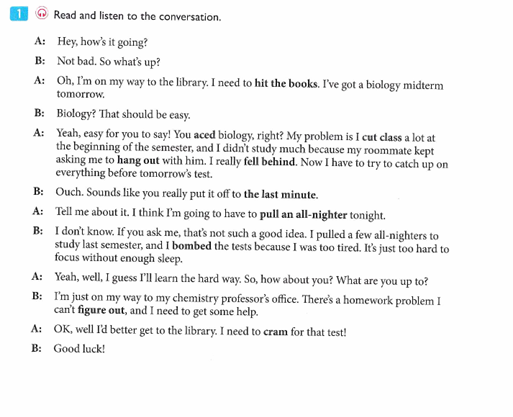 1 Read and listen to the conversation.
A: Hey, how's it going?
B: Not bad. So what's up?
A: Oh, I'm on my way to the library. I need to hit the books. I've got a biology midterm
tomorrow.
B: Biology? That should be easy.
A: Yeah, easy for you to say! You aced biology, right? My problem is I cut class a lot at
the beginning of the semester, and I didn't study much because my roommate kept
asking me to hang out with him. I really fell behind. Now I have to try to catch up on
everything before tomorrow's test.
B: Ouch. Sounds like you really put it off to the last minute.
A: Tell me about it. I think I'm going to have to pull an all-nighter tonight.
B: I don't know. If you ask me, that's not such a good idea. I pulled a few all-nighters to
study last semester, and I bombed the tests because I was too tired. It's just too hard to
focus without enough sleep.
A: Yeah, well, I guess I'll learn the hard way. So, how about you? What are you up to?
B: I'm just on my way to my chemistry professor's office. There's a homework problem I
can't figure out, and I need to get some help.
A: OK, well I'd better get to the library. I need to cram for that test!
B: Good luck!